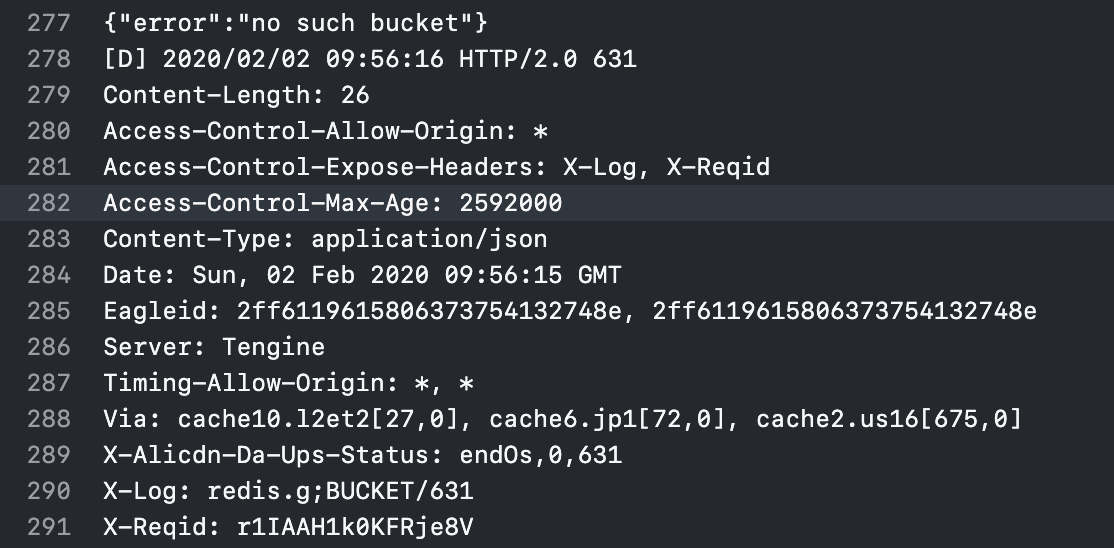 277 {"error":"no such bucket"}
278 [D] 2020/02/02 09:56:16 HTTP/2.0 631
279 Content-Length: 26
280 Access-Control-Allow-Origin: *
281 Access-Control-Expose-Headers: X-Log, X-Reqid
282 Access-Control-Max-Age: 2592000
283 Content-Type: application/json
284 Date: Sun, 02 Feb 2020 09:56:15 GMT
285 Eagleid: 2ff6119615806373754132748e, 2ff6119615806373754132748e
286 Server: Tengine
287 Timing-Allow-Origin: *, *
288 Via: cache10.l2et2[27,0], cache6.jp1[72,0], cache2.us16[675,0]
289 X-Alicdn-Da-Ups-Status: endOs,0,631
290 X-Log: redis.g;BUCKET/631
291 X-Reqid: r1IAAH1k0KFRje8V